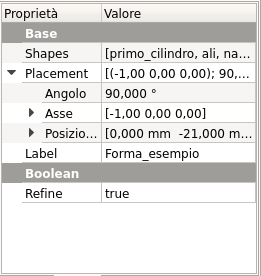 Proprietà Valore
Base
Shapes [primo_cilindro, ali, na...
Placement [(-1,00 0,00 0,00); 90,...
Angolo 90,000 °
Asse [-1,00 0,00 0,00]
Posizio... [0,000 mm -21,000 m...
Label Forma_esempio
Boolean
Refine true